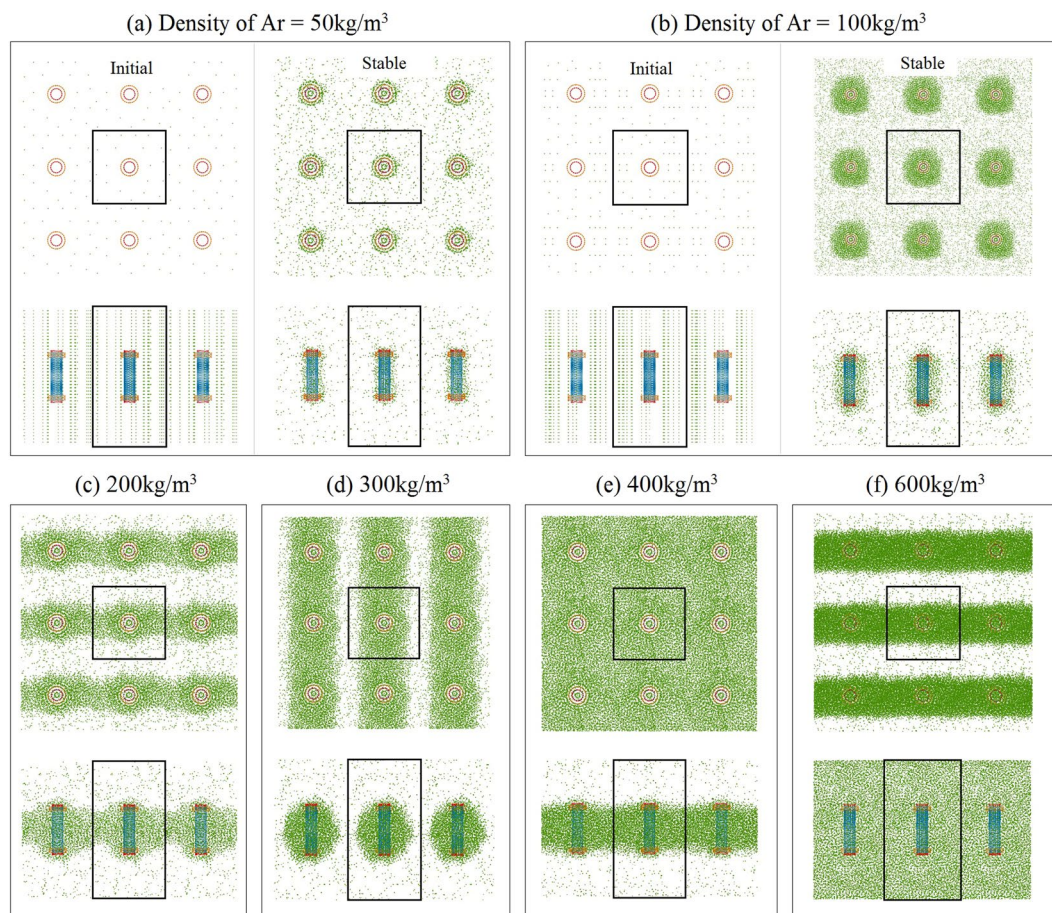 (a) Density of Ar = 50kg/m³
(b) Density of Ar = 100kg/m³
Initial
Stable
Initial
Stable
(c) 200kg/m³
(d) 300kg/m³
(e) 400kg/m³
(f) 600kg/m³